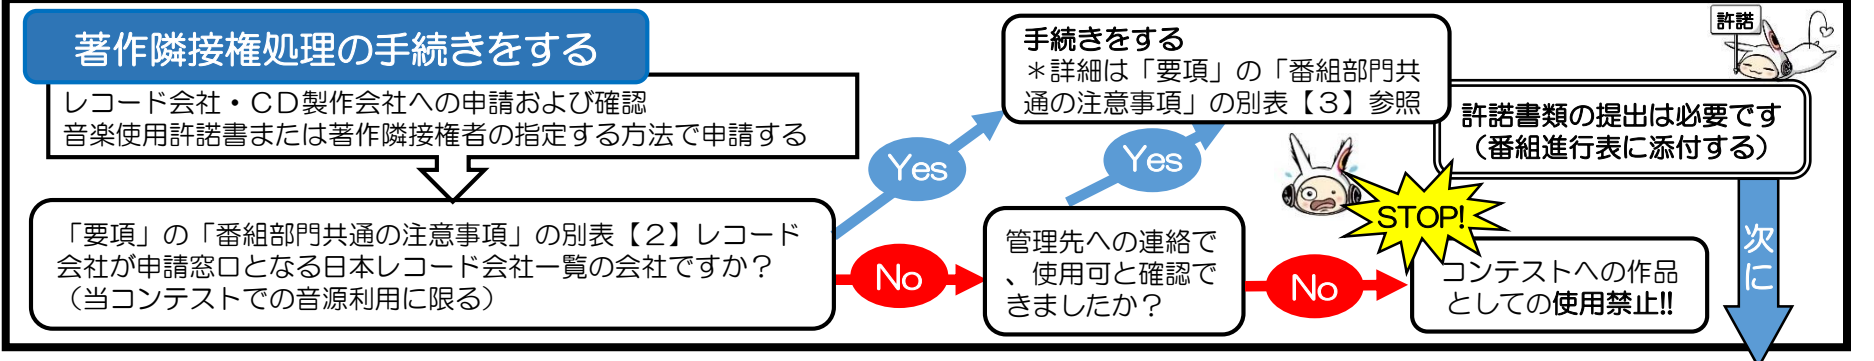 著作隣接権処理の手続きをする
レコード会社・ＣＤ製作会社への申請および確認
音楽使用許諾書または著作隣接権者の指定する方法で申請する
「要項」の「番組部門共通の注意事項」の別表【２】レコード
会社が申請窓口となる日本レコード会社一覧の会社ですか？
（当コンテストでの音源利用に限る）
Yes
No
手続きをする
＊詳細は「要項」の「番組部門共
通の注意事項」の別表【３】参照
Yes
管理先への連絡で
、使用可と確認で
きましたか？
No
STOP!
コンテストへの作品
としての使用禁止!!
許諾
許諾書類の提出は必要です
（番組進行表に添付する）
次
に